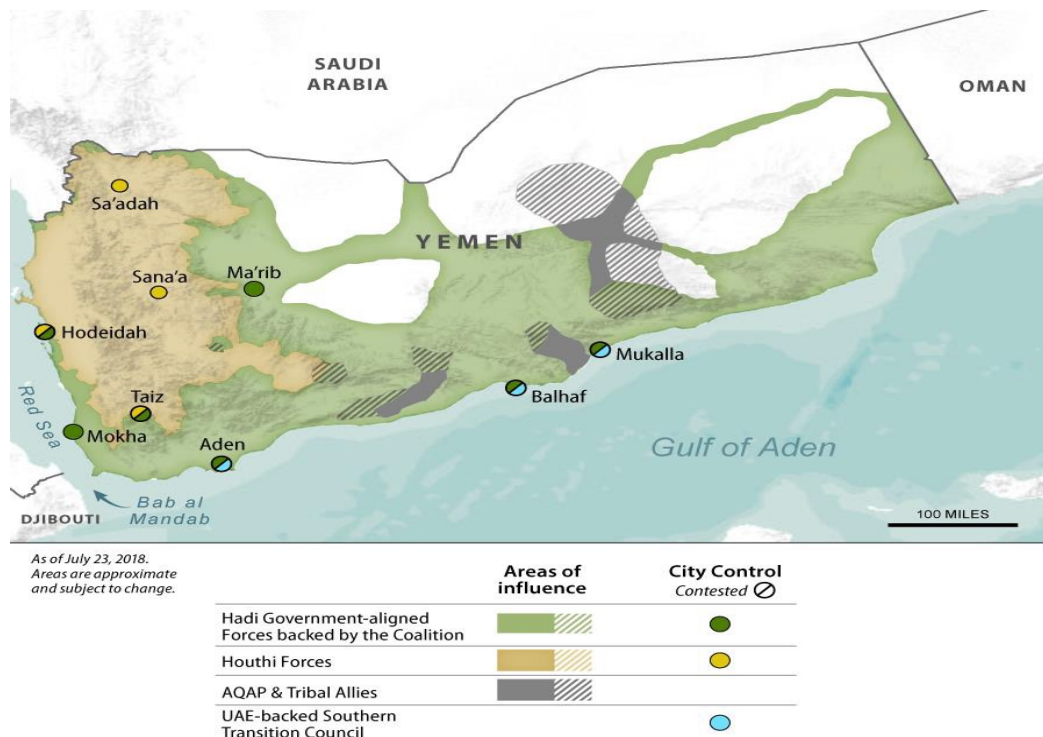 SAUDI
ARABIA
OMAN
Sa'adah
YEMEN
Sana'a
Ma'rib
Hodeidah
Mukalla
Balhaf
Taiz
Red Sea
Mokha
Aden
Gulf of Aden
Bab al
Mandab
DJIBOUTI
100 MILES
As of July 23, 2018.
Areas are approximate
and subject to change.
Areas of
influence
City Control
Contested
Hadi Government-aligned
Forces backed by the Coalition
Houthi Forces
AQAP & Tribal Allies
UAE-backed Southern
Transition Council